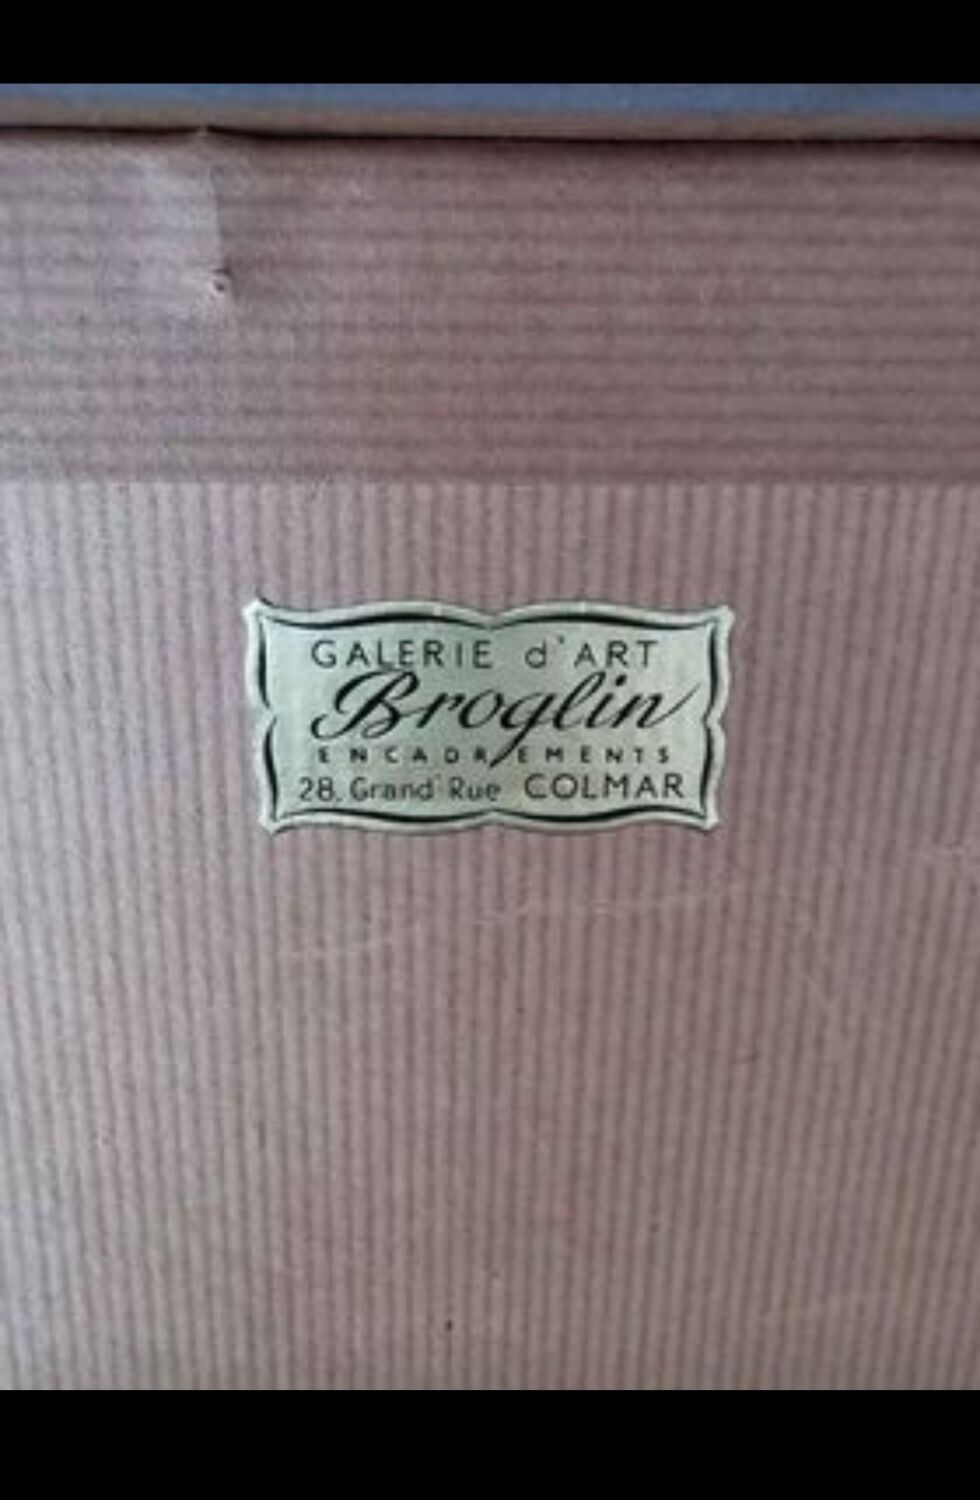 GALERIE d'ART
Broglin
ENCADREMENTS
28. Grand' Rue COLMAR